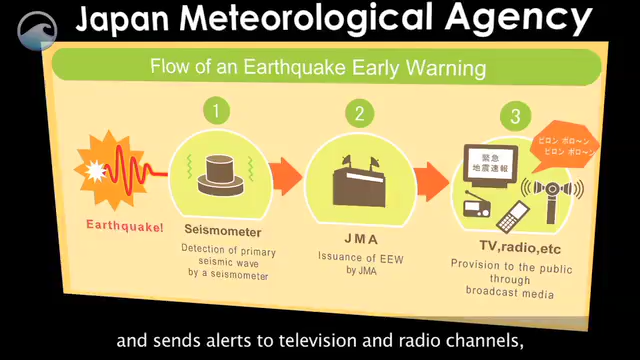 Japan Meteorological Agency
Flow of an Earthquake Early Warning
1
2
3
ピロン ポローン
ピロン ポローン
緊急
地震速報
Earthquake!
Seismometer
Detection of primary
seismic wave
by a seismometer
JMA
Issuance of EEW
by JMA
TV,radio,etc
Provision to the public
through
broadcast media
and sends alerts to television and radio channels,